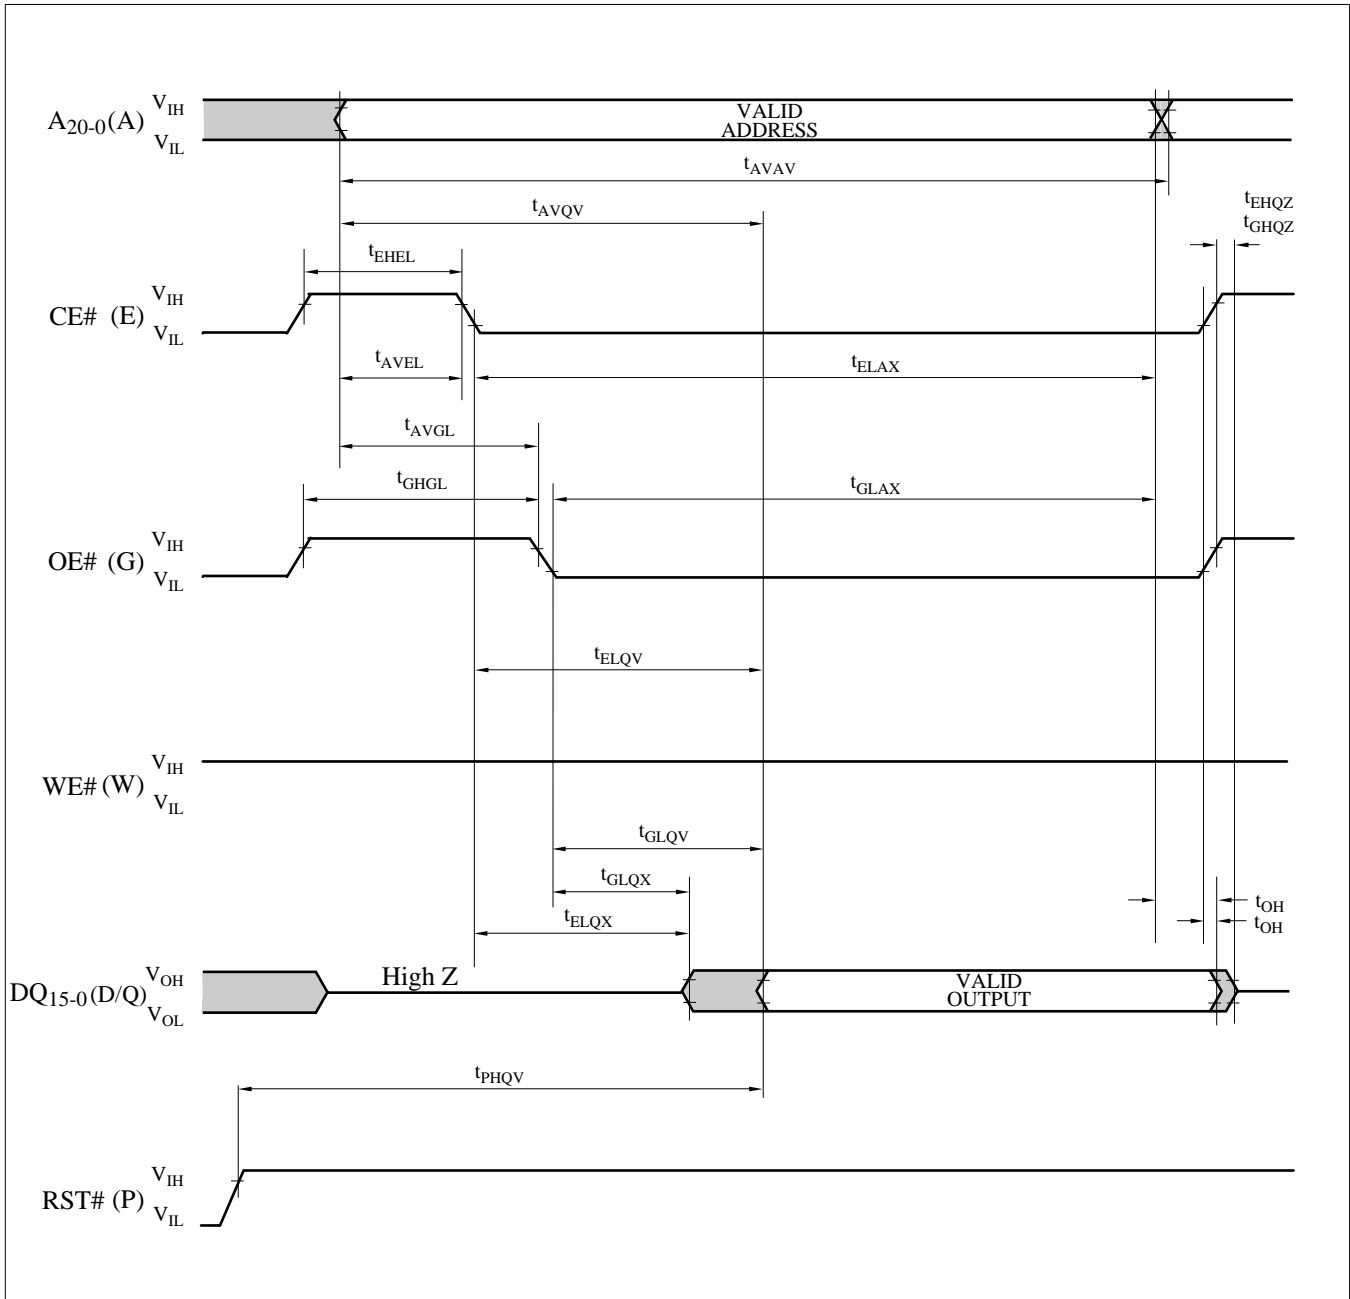 A20-0(A)
VIH
VIL
VALID
ADDRESS
tAVAV
tAVQV
tEHQZ
tGHQZ
tEHEL
CE# (E)
VIH
VIL
tAVEL
tELAX
tAVGL
tGHGL
tGLAX
OE# (G)
VIH
VIL
tELQV
WE# (W)
VIH
VIL
tGLQV
tGLQX
tELQX
tOH
tOH
DQ15-0 (D/Q)
VOH
VOL
High Z
VALID
OUTPUT
tPHQV
RST# (P)
VIH
VIL